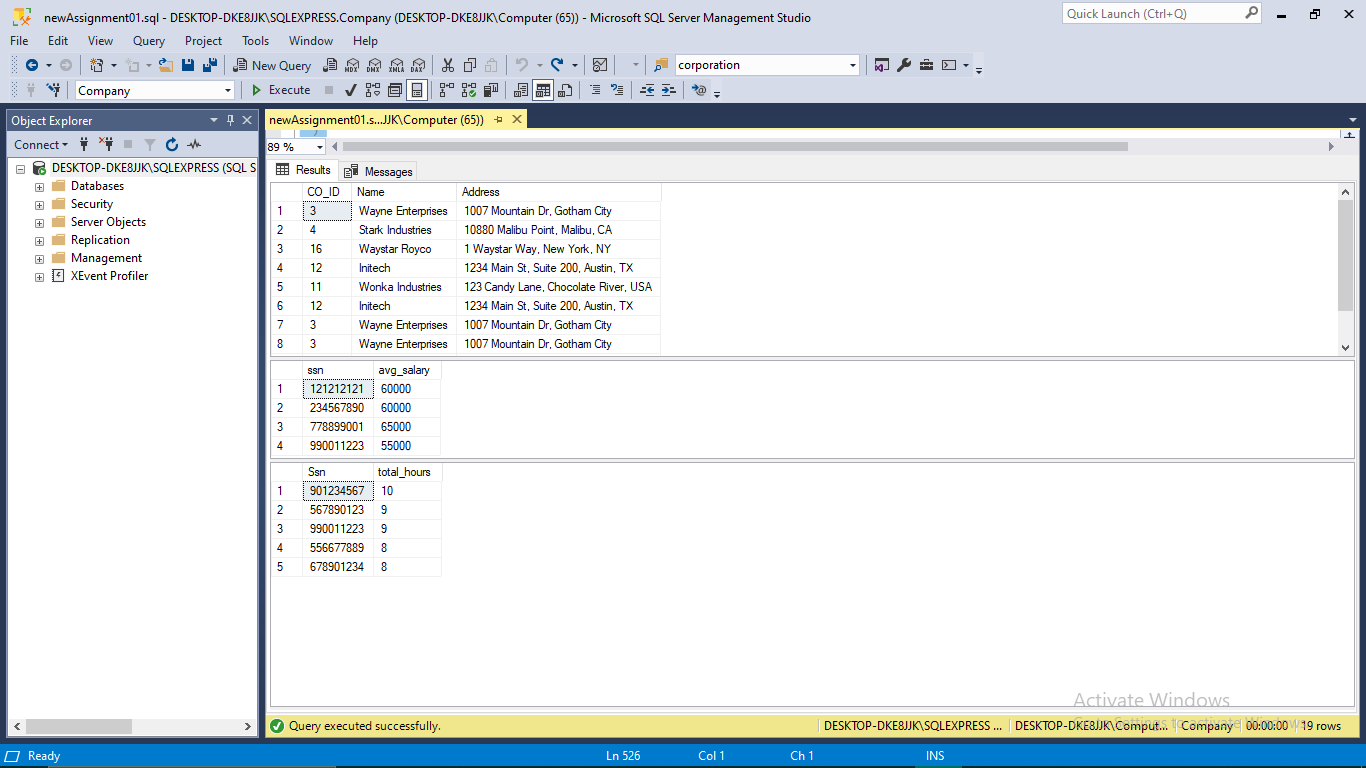 newAssignment01.sql - DESKTOP-DKE8JJK\SQLEXPRESS.Company (DESKTOP-DKE8JJK\Computer (65)) - Microsoft SQL Server Management Studio
Quick Launch (Ctrl+Q)
File Edit View Query Project Tools Window Help
New Query MDX DMX XMLA DAX corporation
Company Execute
Object Explorer
newAssignment01.s...JJK\Computer (65))
Connect
89 %
DESKTOP-DKE8JJK\SQLEXPRESS (SQL S
Databases
Security
Server Objects
Replication
Management
XEvent Profiler
Results Messages
CO_ID Name Address
1 3 Wayne Enterprises 1007 Mountain Dr, Gotham City
2 4 Stark Industries 10880 Malibu Point, Malibu, CA
3 16 Waystar Royco 1 Waystar Way, New York, NY
4 12 Initech 1234 Main St, Suite 200, Austin, TX
5 11 Wonka Industries 123 Candy Lane, Chocolate River, USA
6 12 Initech 1234 Main St, Suite 200, Austin, TX
7 3 Wayne Enterprises 1007 Mountain Dr, Gotham City
8 3 Wayne Enterprises 1007 Mountain Dr, Gotham City
ssn avg_salary
1 121212121 60000
2 234567890 60000
3 778899001 65000
4 990011223 55000
Ssn total_hours
1 901234567 10
2 567890123 9
3 990011223 9
4 556677889 8
5 678901234 8
Activate Windows
Go to Settings to activate Windows.
Query executed successfully. DESKTOP-DKE8JJK\SQLEXPRESS ... DESKTOP-DKE8JJK\Comput... Company 00:00:00 19 rows
Ready Ln 526 Col 1 Ch 1 INS